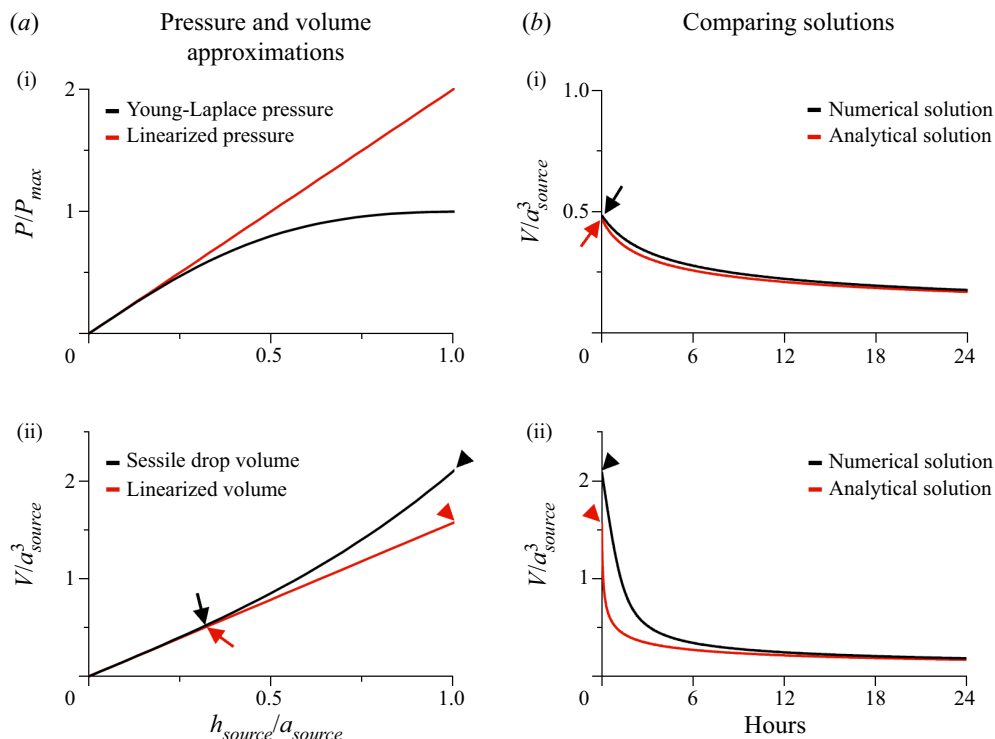 (a) Pressure and volume
approximations
(i)
2
1
0
P/P_max
Young-Laplace pressure
Linearized pressure
0.5
1.0
(ii)
2
1
0
V/a³_source
Sessile drop volume
Linearized volume
0.5
1.0
h_source/a_source
(b) Comparing solutions
(i)
1.0
0.5
0
V/a³_source
Numerical solution
Analytical solution
6
12
18
24
(ii)
2
1
0
V/a³_source
Numerical solution
Analytical solution
6
12
18
24
Hours